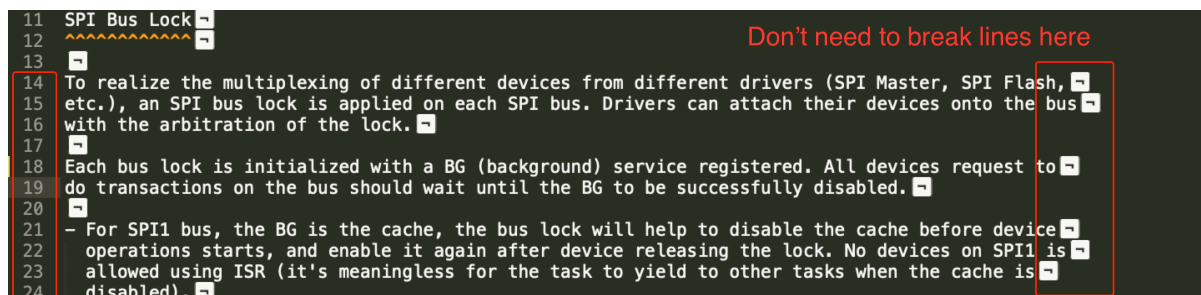 11 SPI Bus Lock¬
Don't need to break lines here
12 ^^^^^^^^^^^^¬
13 ¬
14 To realize the multiplexing of different devices from different drivers (SPI Master, SPI Flash,¬
15 etc.), an SPI bus lock is applied on each SPI bus. Drivers can attach their devices onto the bus¬
16 with the arbitration of the lock.¬
17 ¬
18 Each bus lock is initialized with a BG (background) service registered. All devices request to¬
19 do transactions on the bus should wait until the BG to be successfully disabled.¬
20 ¬
21 - For SPI1 bus, the BG is the cache, the bus lock will help to disable the cache before device¬
22 operations starts, and enable it again after device releasing the lock. No devices on SPI1 is¬
23 allowed using ISR (it's meaningless for the task to yield to other tasks when the cache is¬
24 disabled).¬